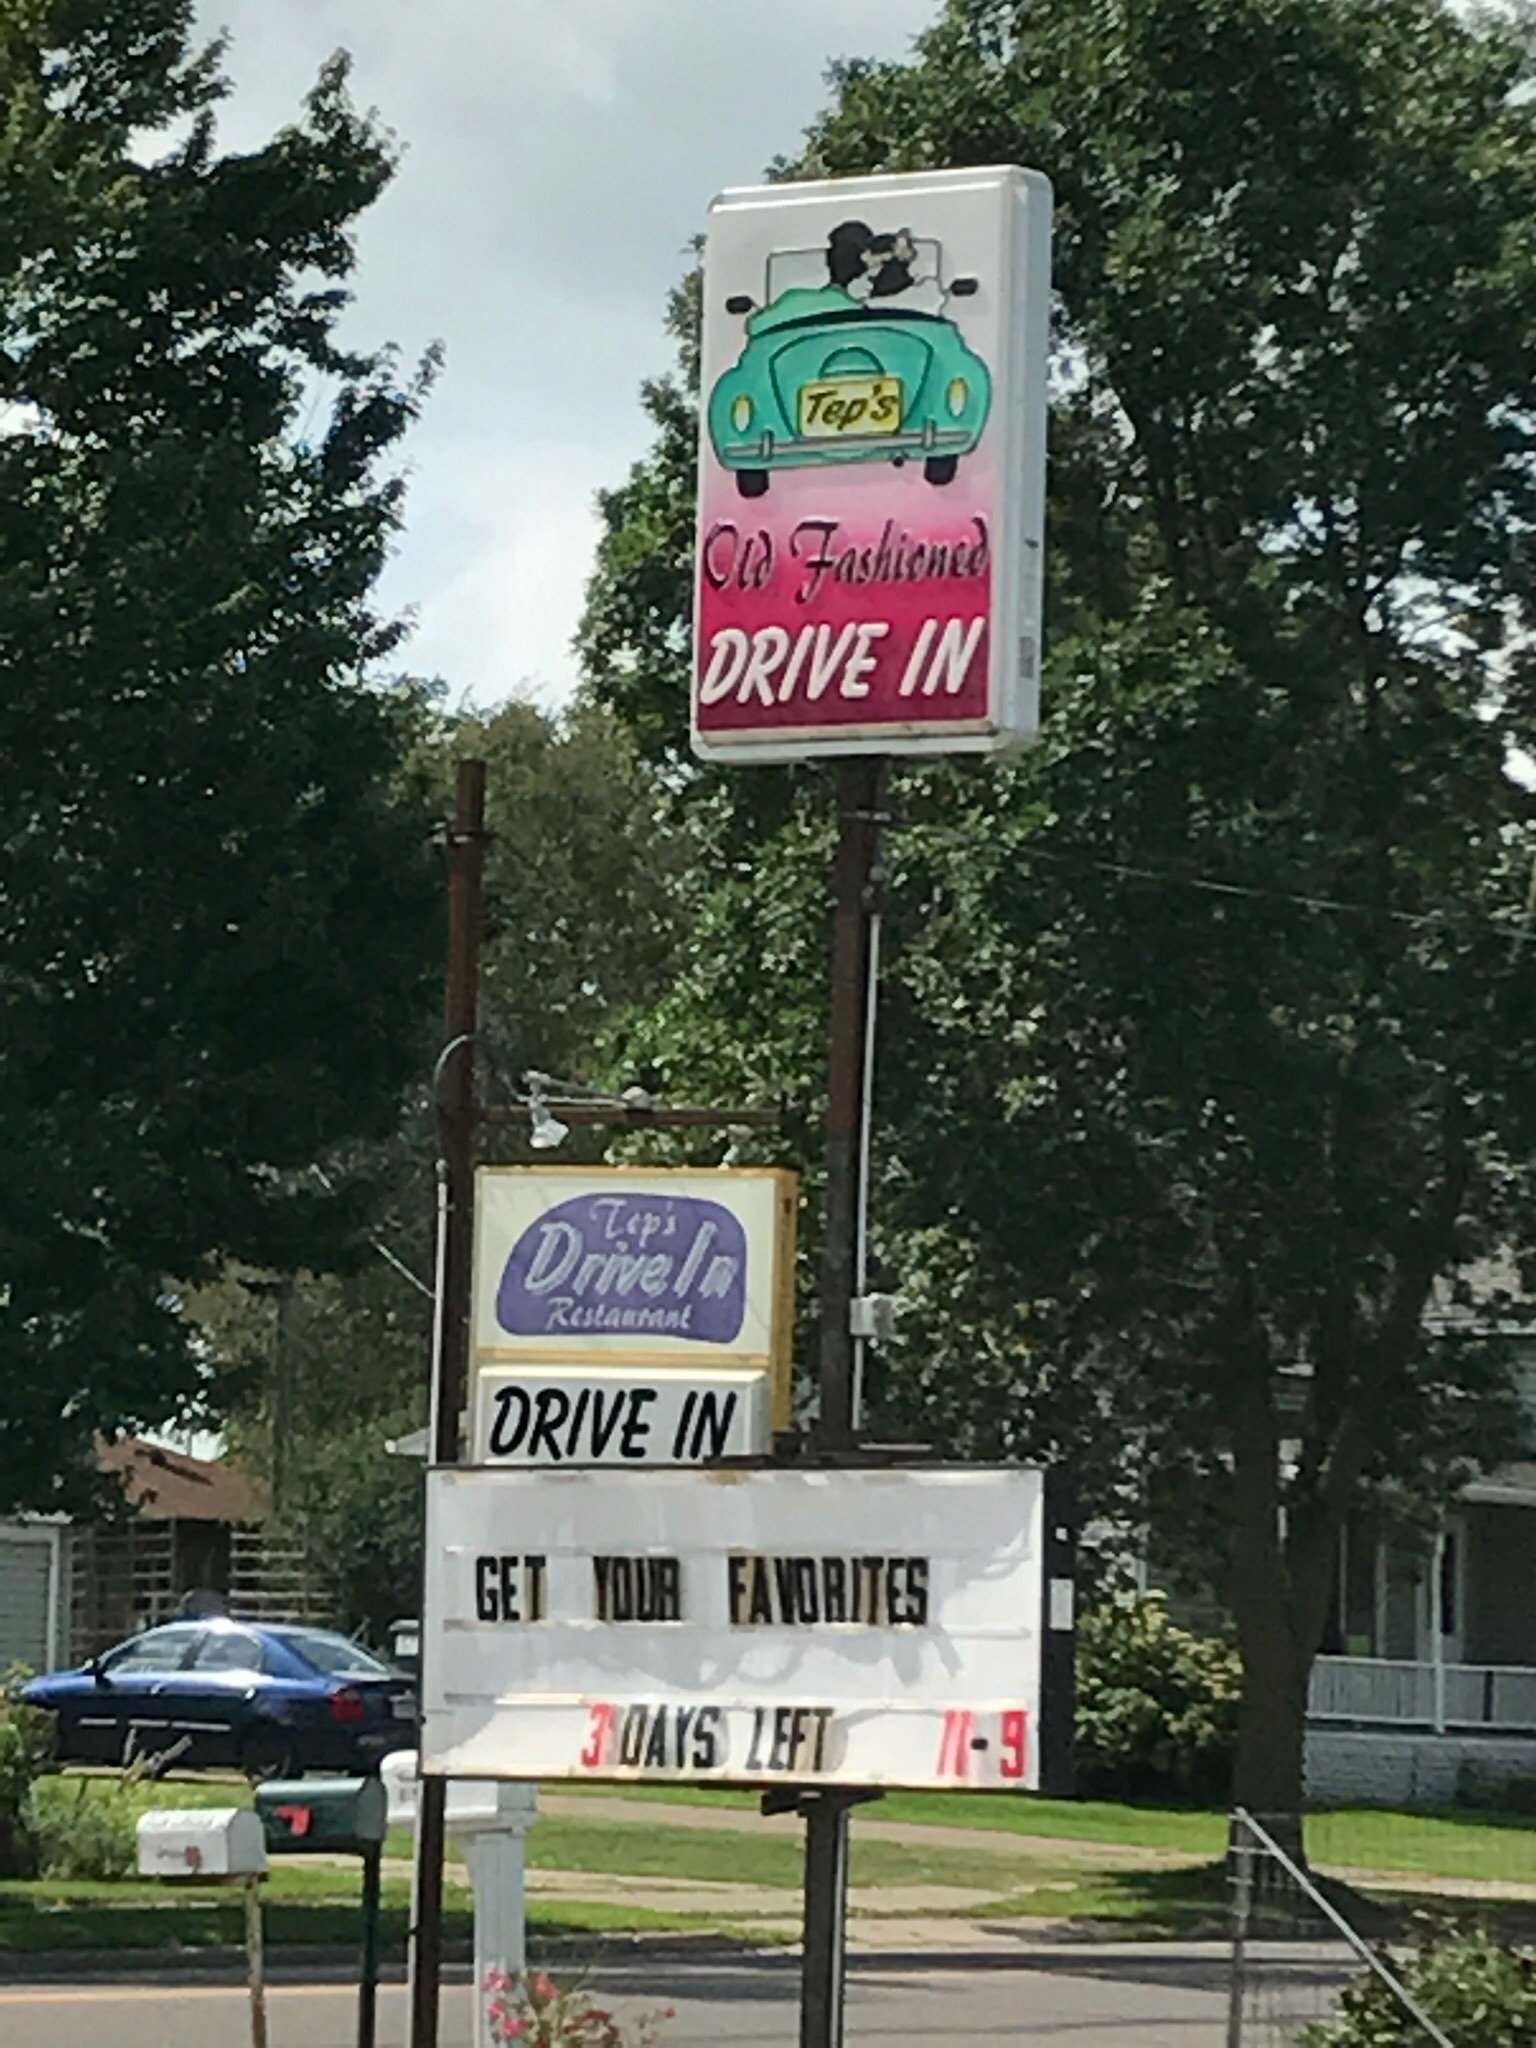 Tep's
Old Fashioned
DRIVE IN
Tep's
Drive In
Restaurant
DRIVE IN
GET YOUR FAVORITES
3 DAYS LEFT 11-9